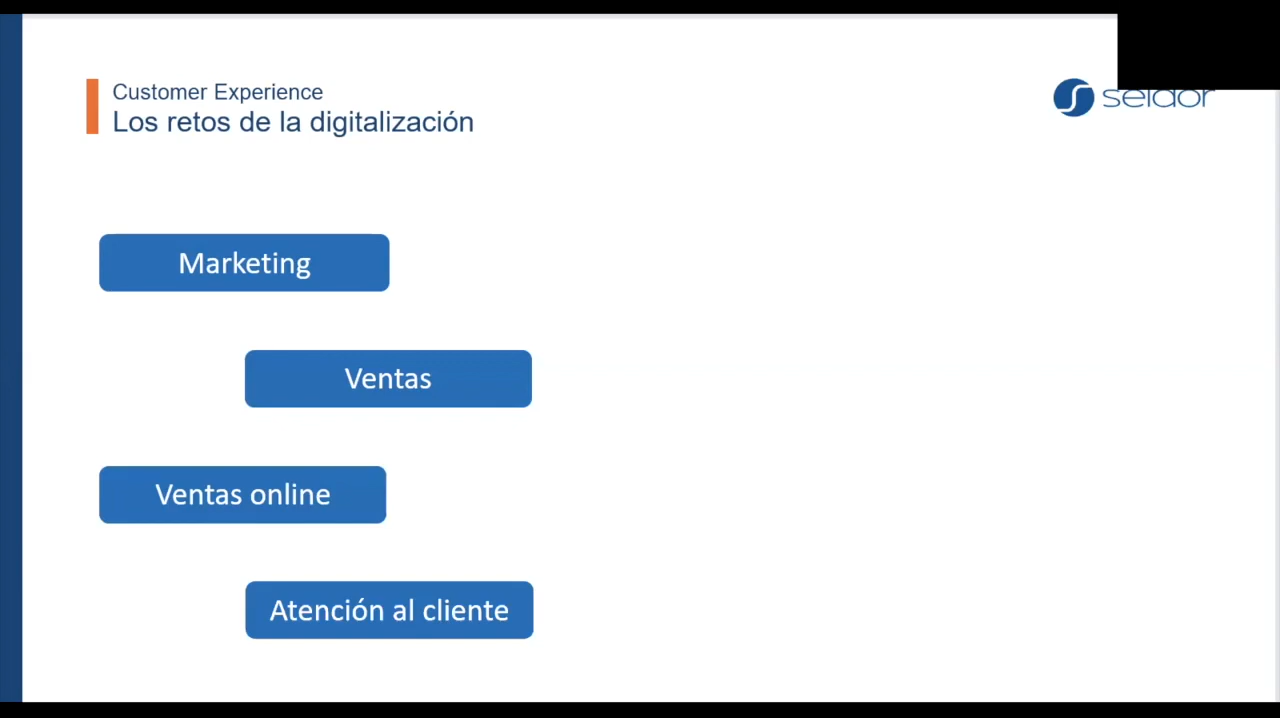 Customer Experience
Los retos de la digitalización
seidor
Marketing
Ventas
Ventas online
Atención al cliente